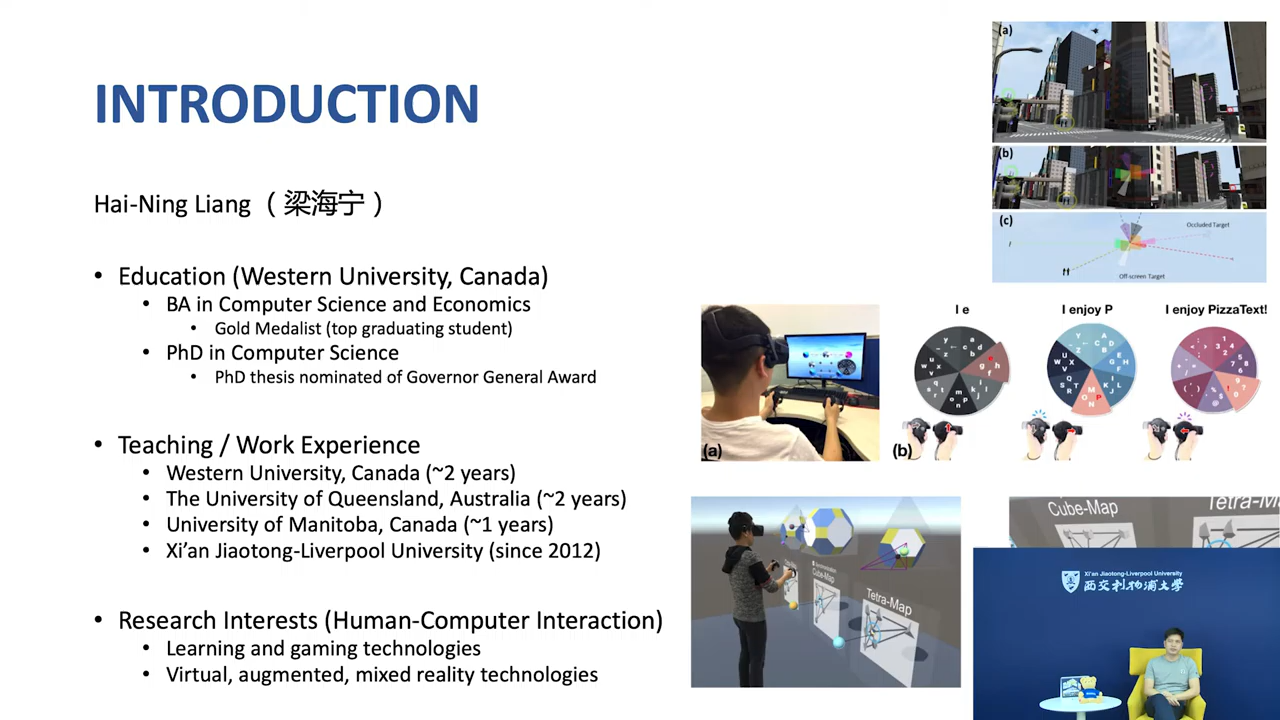 INTRODUCTION
Hai-Ning Liang （梁海宁）
• Education (Western University, Canada)
• BA in Computer Science and Economics
• Gold Medalist (top graduating student)
• PhD in Computer Science
• PhD thesis nominated of Governor General Award
• Teaching / Work Experience
• Western University, Canada (~2 years)
• The University of Queensland, Australia (~2 years)
• University of Manitoba, Canada (~1 years)
• Xi’an Jiaotong-Liverpool University (since 2012)
• Research Interests (Human-Computer Interaction)
• Learning and gaming technologies
• Virtual, augmented, mixed reality technologies
(a)
(b)
(c)
Occluded Target
Off-screen Target
I e
I enjoy P
I enjoy PizzaText!
(a)
(b)
Cube-Map
Tetra-Map
Cube-Map
Tetra-Map
Xi'an Jiaotong-Liverpool University
西交利物浦大學